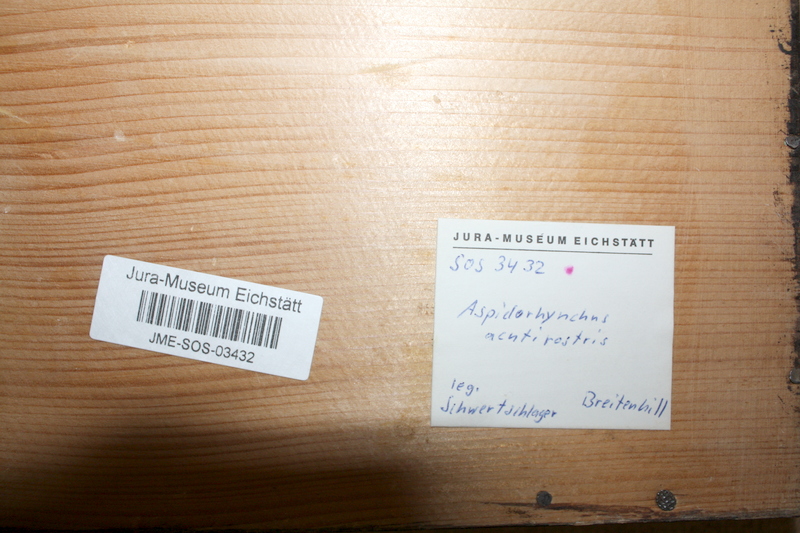 Jura-Museum Eichstätt
JME-SOS-03432
JURA-MUSEUM EICHSTÄTT
SOS 3432
Aspidorhynchus
acutirostris
leg.
Schwertschlager Breitenhill